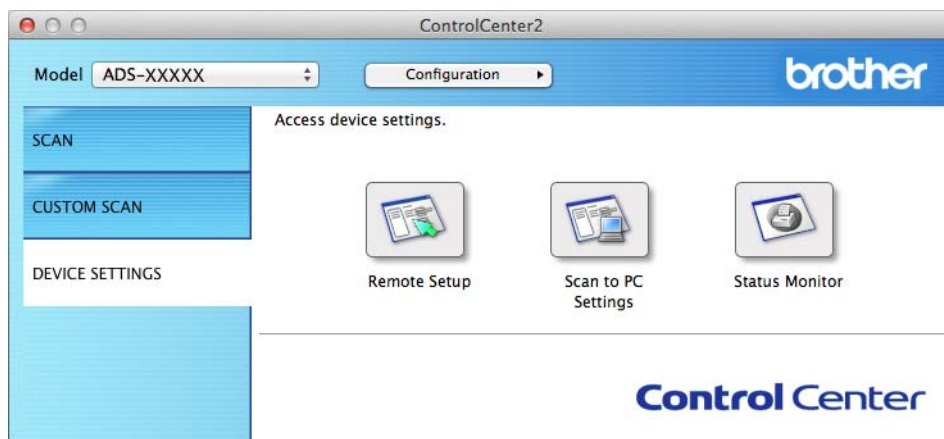 ControlCenter2
Model
ADS-XXXXX
Configuration
brother
SCAN
CUSTOM SCAN
DEVICE SETTINGS
Access device settings.
Remote Setup
Scan to PC
Settings
Status Monitor
Control Center